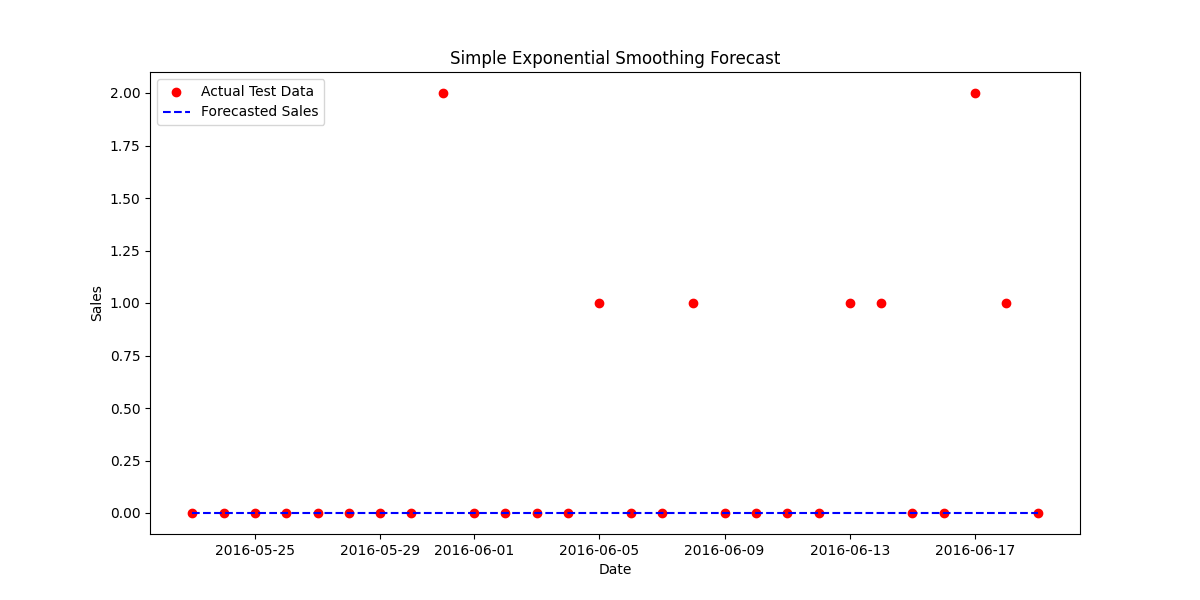 Simple Exponential Smoothing Forecast
Actual Test Data
Forecasted Sales
2.00
1.75
1.50
1.25
1.00
0.75
0.50
0.25
0.00
Sales
2016-05-25 2016-05-29 2016-06-01 2016-06-05 2016-06-09 2016-06-13 2016-06-17
Date